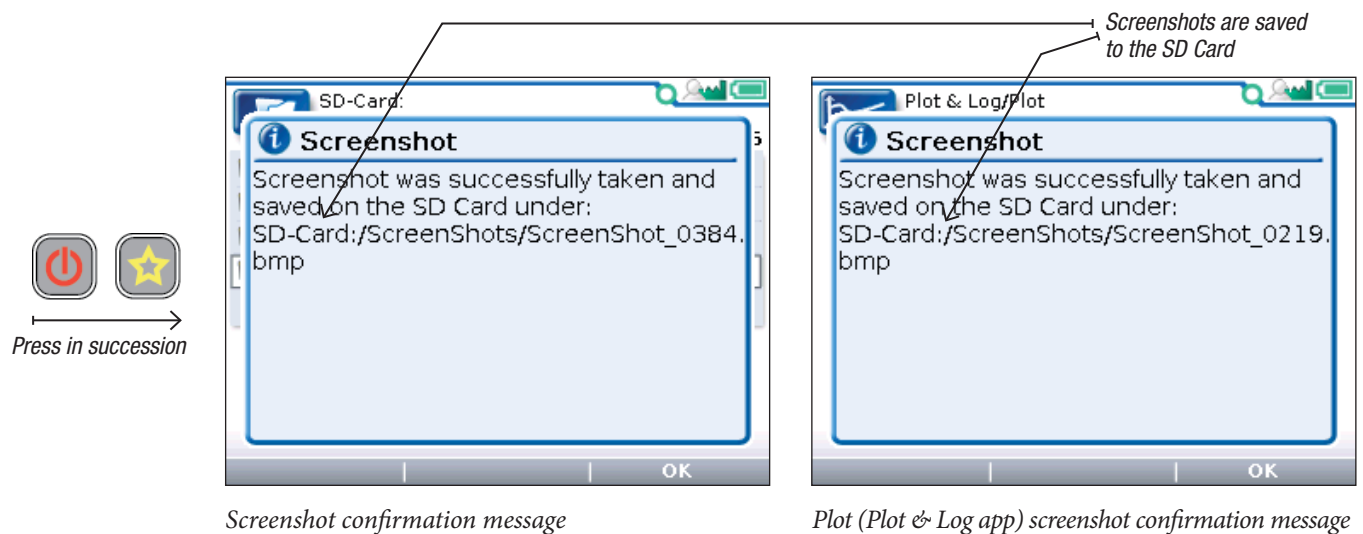 Screenshots are saved
to the SD Card
SD-Card:
Screenshot
Screenshot was successfully taken and
saved on the SD Card under:
SD-Card:/ScreenShots/ScreenShot_0384.
bmp
OK
Plot & Log/Plot
Screenshot
Screenshot was successfully taken and
saved on the SD Card under:
SD-Card:/ScreenShots/ScreenShot_0219.
bmp
OK
Press in succession
Screenshot confirmation message
Plot (Plot & Log app) screenshot confirmation message